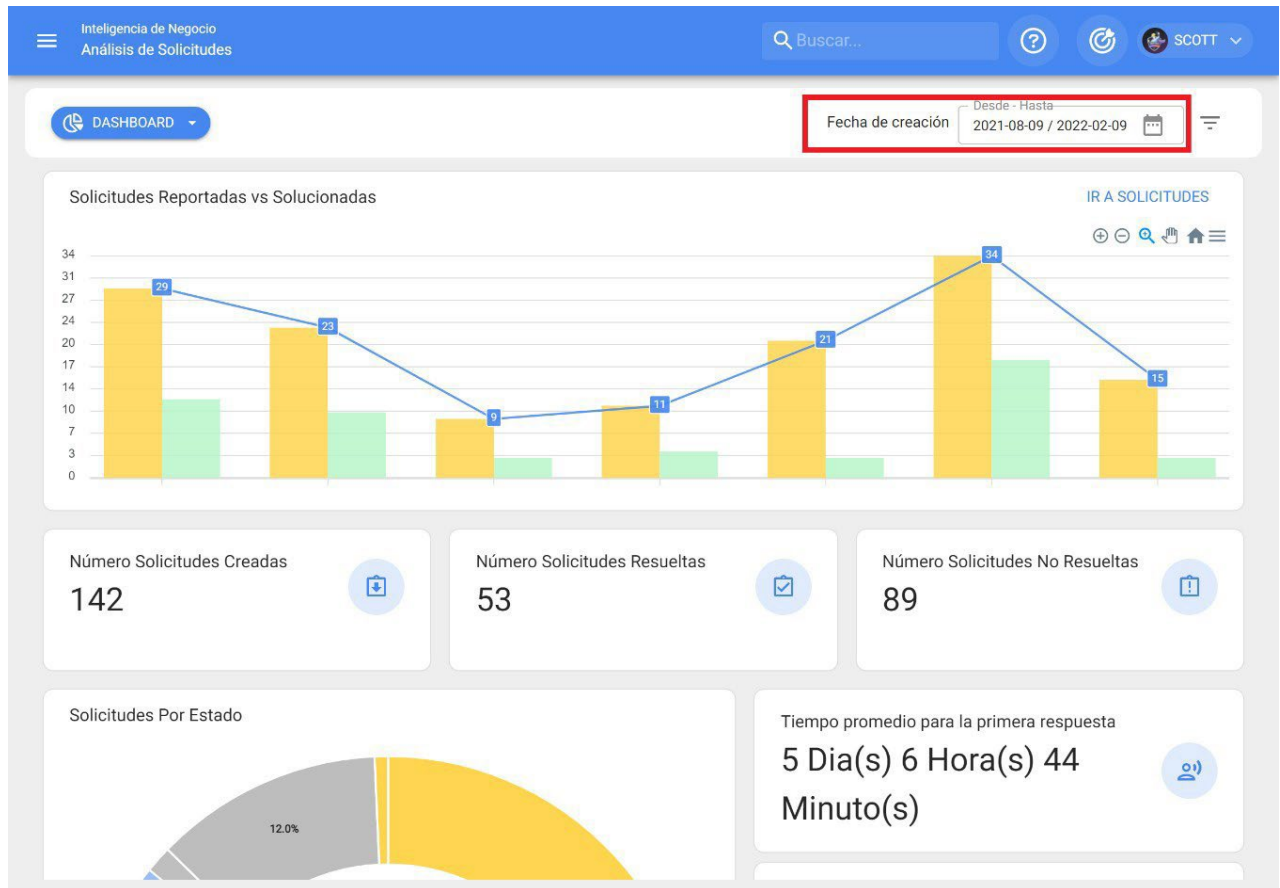 Inteligencia de Negocio
Análisis de Solicitudes
Buscar...
SCOTT
DASHBOARD
Fecha de creación
Desde - Hasta
2021-08-09 / 2022-02-09
Solicitudes Reportadas vs Solucionadas
IR A SOLICITUDES
34
31
27
24
20
17
14
10
7
3
0
29
23
9
11
21
34
15
Número Solicitudes Creadas
142
Número Solicitudes Resueltas
53
Número Solicitudes No Resueltas
89
Solicitudes Por Estado
12.0%
Tiempo promedio para la primera respuesta
5 Dia(s) 6 Hora(s) 44
Minuto(s)